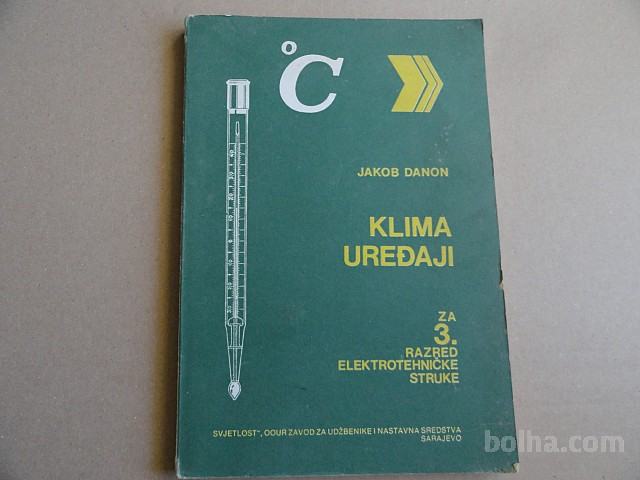 °C
JAKOB DANON
KLIMA
UREĐAJI
ZA
3.
RAZRED
ELEKTROTEHNIČKE
STRUKE
SVJETLOST", OOUR ZAVOD ZA UDŽBENIKE I NASTAVNA SREDSTVA
SARAJEVO
bolha.com